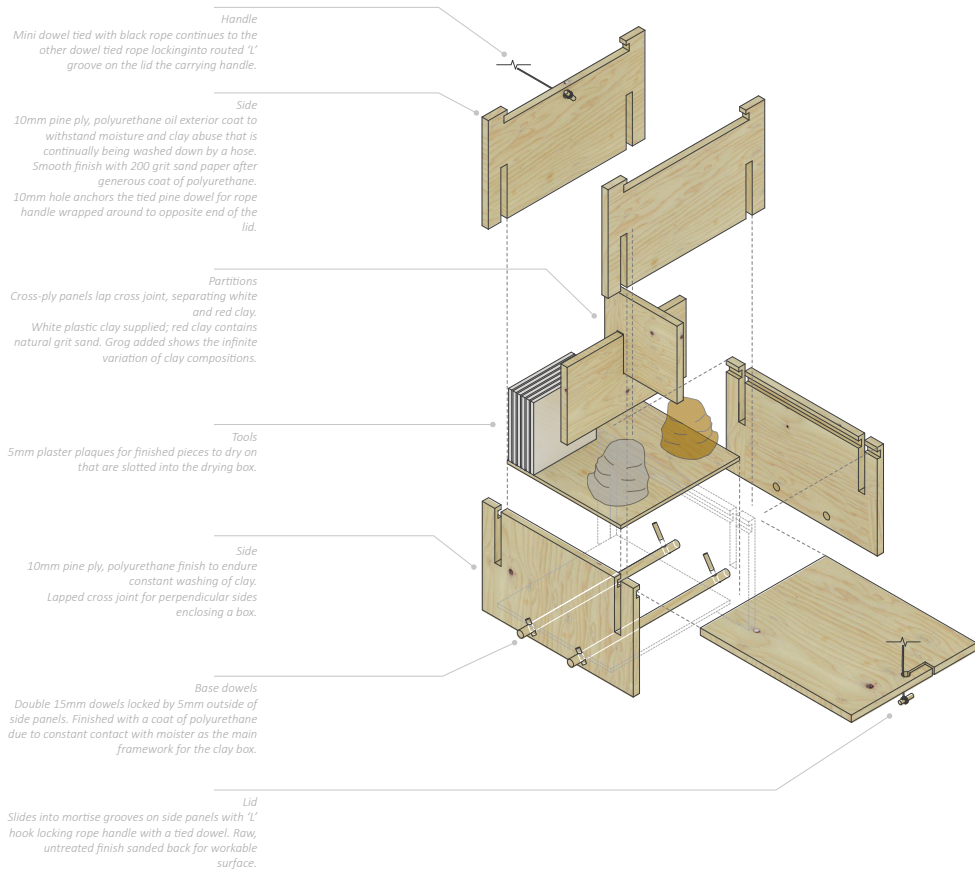 Handle
Mini dowel tied with black rope continues to the
other dowel tied rope lockinginto routed ‘L’
groove on the lid the carrying handle.
Side
10mm pine ply, polyurethane oil exterior coat to
withstand moisture and clay abuse that is
continually being washed down by a hose.
Smooth finish with 200 grit sand paper after
generous coat of polyurethane.
10mm hole anchors the tied pine dowel for rope
handle wrapped around to opposite end of the
lid.
Partitions
Cross-ply panels lap cross joint, separating white
and red clay.
White plastic clay supplied; red clay contains
natural grit sand. Grog added shows the infinite
variation of clay compositions.
Tools
5mm plaster plaques for finished pieces to dry on
that are slotted into the drying box.
Side
10mm pine ply, polyurethane finish to endure
constant washing of clay.
Lapped cross joint for perpendicular sides
enclosing a box.
Base dowels
Double 15mm dowels locked by 5mm outside of
side panels. Finished with a coat of polyurethane
due to constant contact with moister as the main
framework for the clay box.
Lid
Slides into mortise grooves on side panels with ‘L’
hook locking rope handle with a tied dowel. Raw,
untreated finish sanded back for workable
surface.